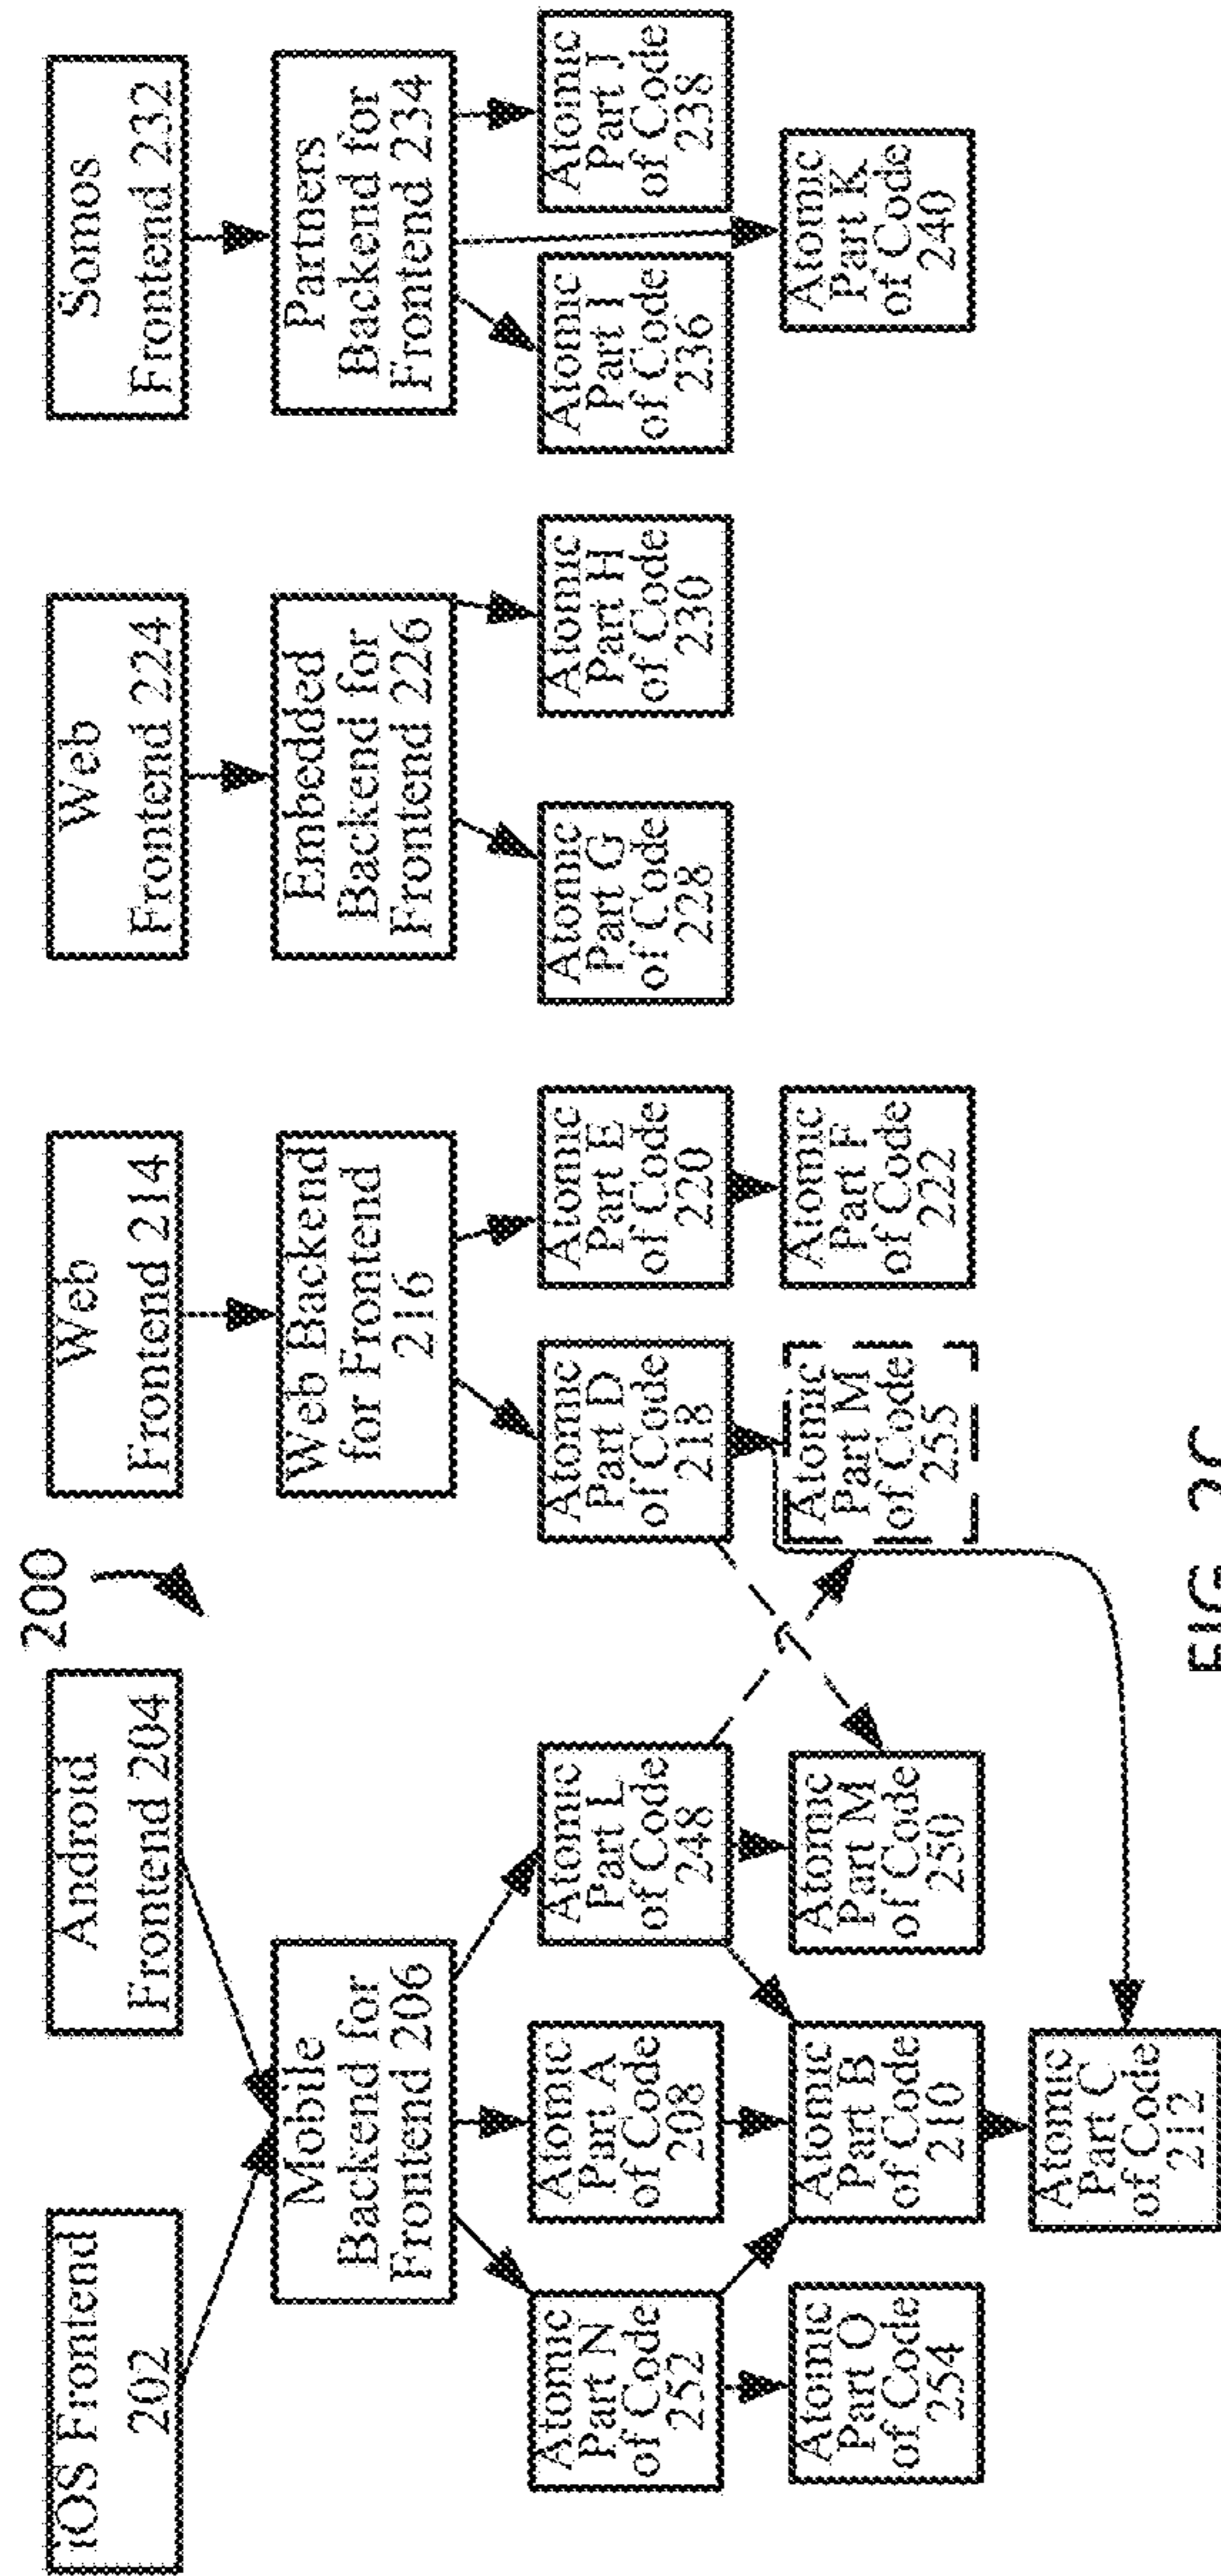 200
iOS Frontend
202
Android
Frontend 204
Web
Frontend 214
Web
Frontend 224
Somos
Frontend 232
Mobile
Backend for
Frontend 206
Web Backend
for Frontend
216
Embedded
Backend for
Frontend 226
Partners
Backend for
Frontend 234
Atomic
Part N
of Code
252
Atomic
Part A
of Code
208
Atomic
Part L
of Code
248
Atomic
Part D
of Code
218
Atomic
Part E
of Code
220
Atomic
Part G
of Code
228
Atomic
Part H
of Code
230
Atomic
Part I
of Code
236
Atomic
Part J
of Code
238
Atomic
Part O
of Code
254
Atomic
Part B
of Code
210
Atomic
Part M
of Code
250
Atomic
Part M
of Code
255
Atomic
Part F
of Code
222
Atomic
Part K
of Code
240
Atomic
Part C
of Code
212